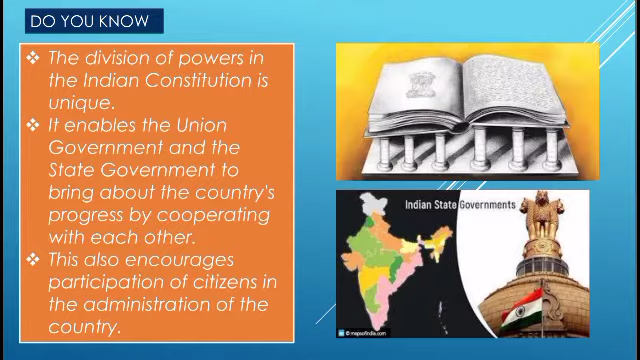 DO YOU KNOW
❖ The division of powers in
the Indian Constitution is
unique.
❖ It enables the Union
Government and the
State Government to
bring about the country's
progress by cooperating
with each other.
❖ This also encourages
participation of citizens in
the administration of the
country.
Indian State Governments
© mapsofindia.com